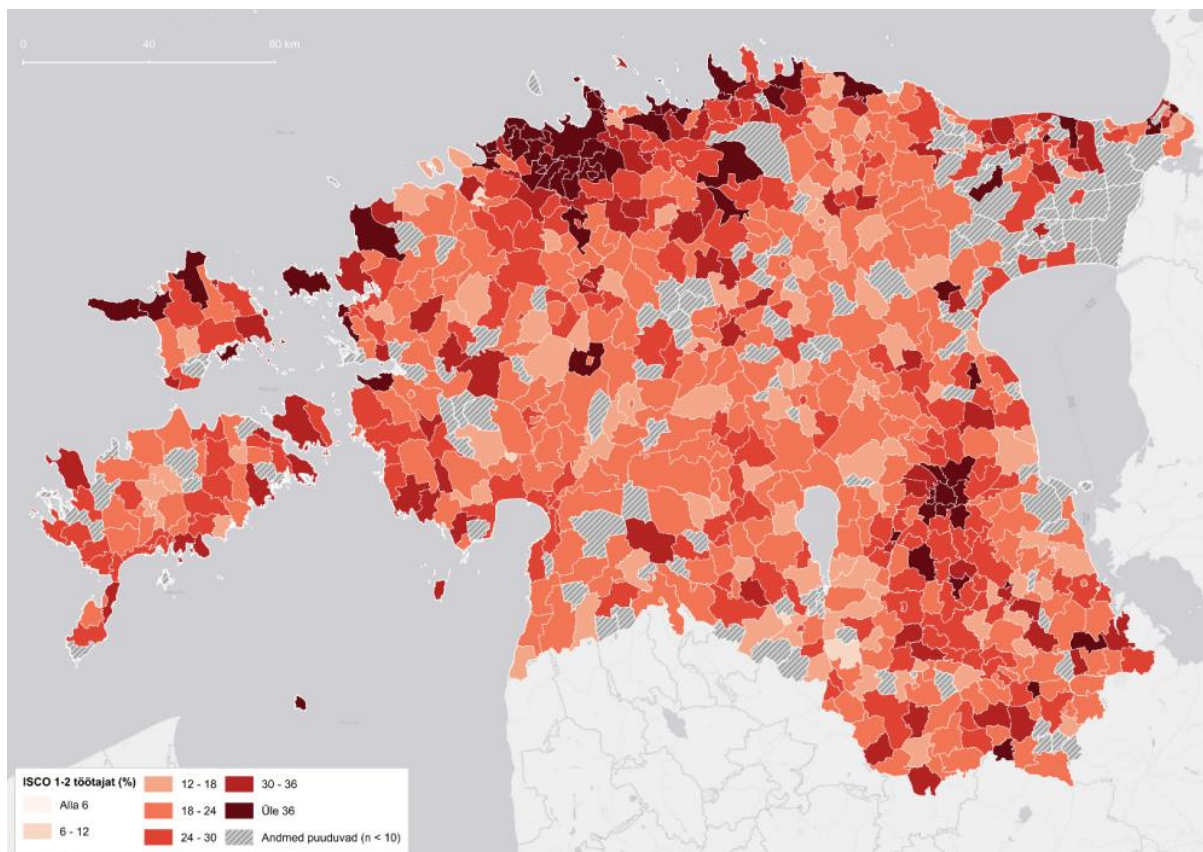 0 40 80 km
ISCO 1-2 töötajat (%)
Alla 6
6 - 12
12 - 18
18 - 24
24 - 30
30 - 36
Üle 36
Andmed puuduvad (n < 10)